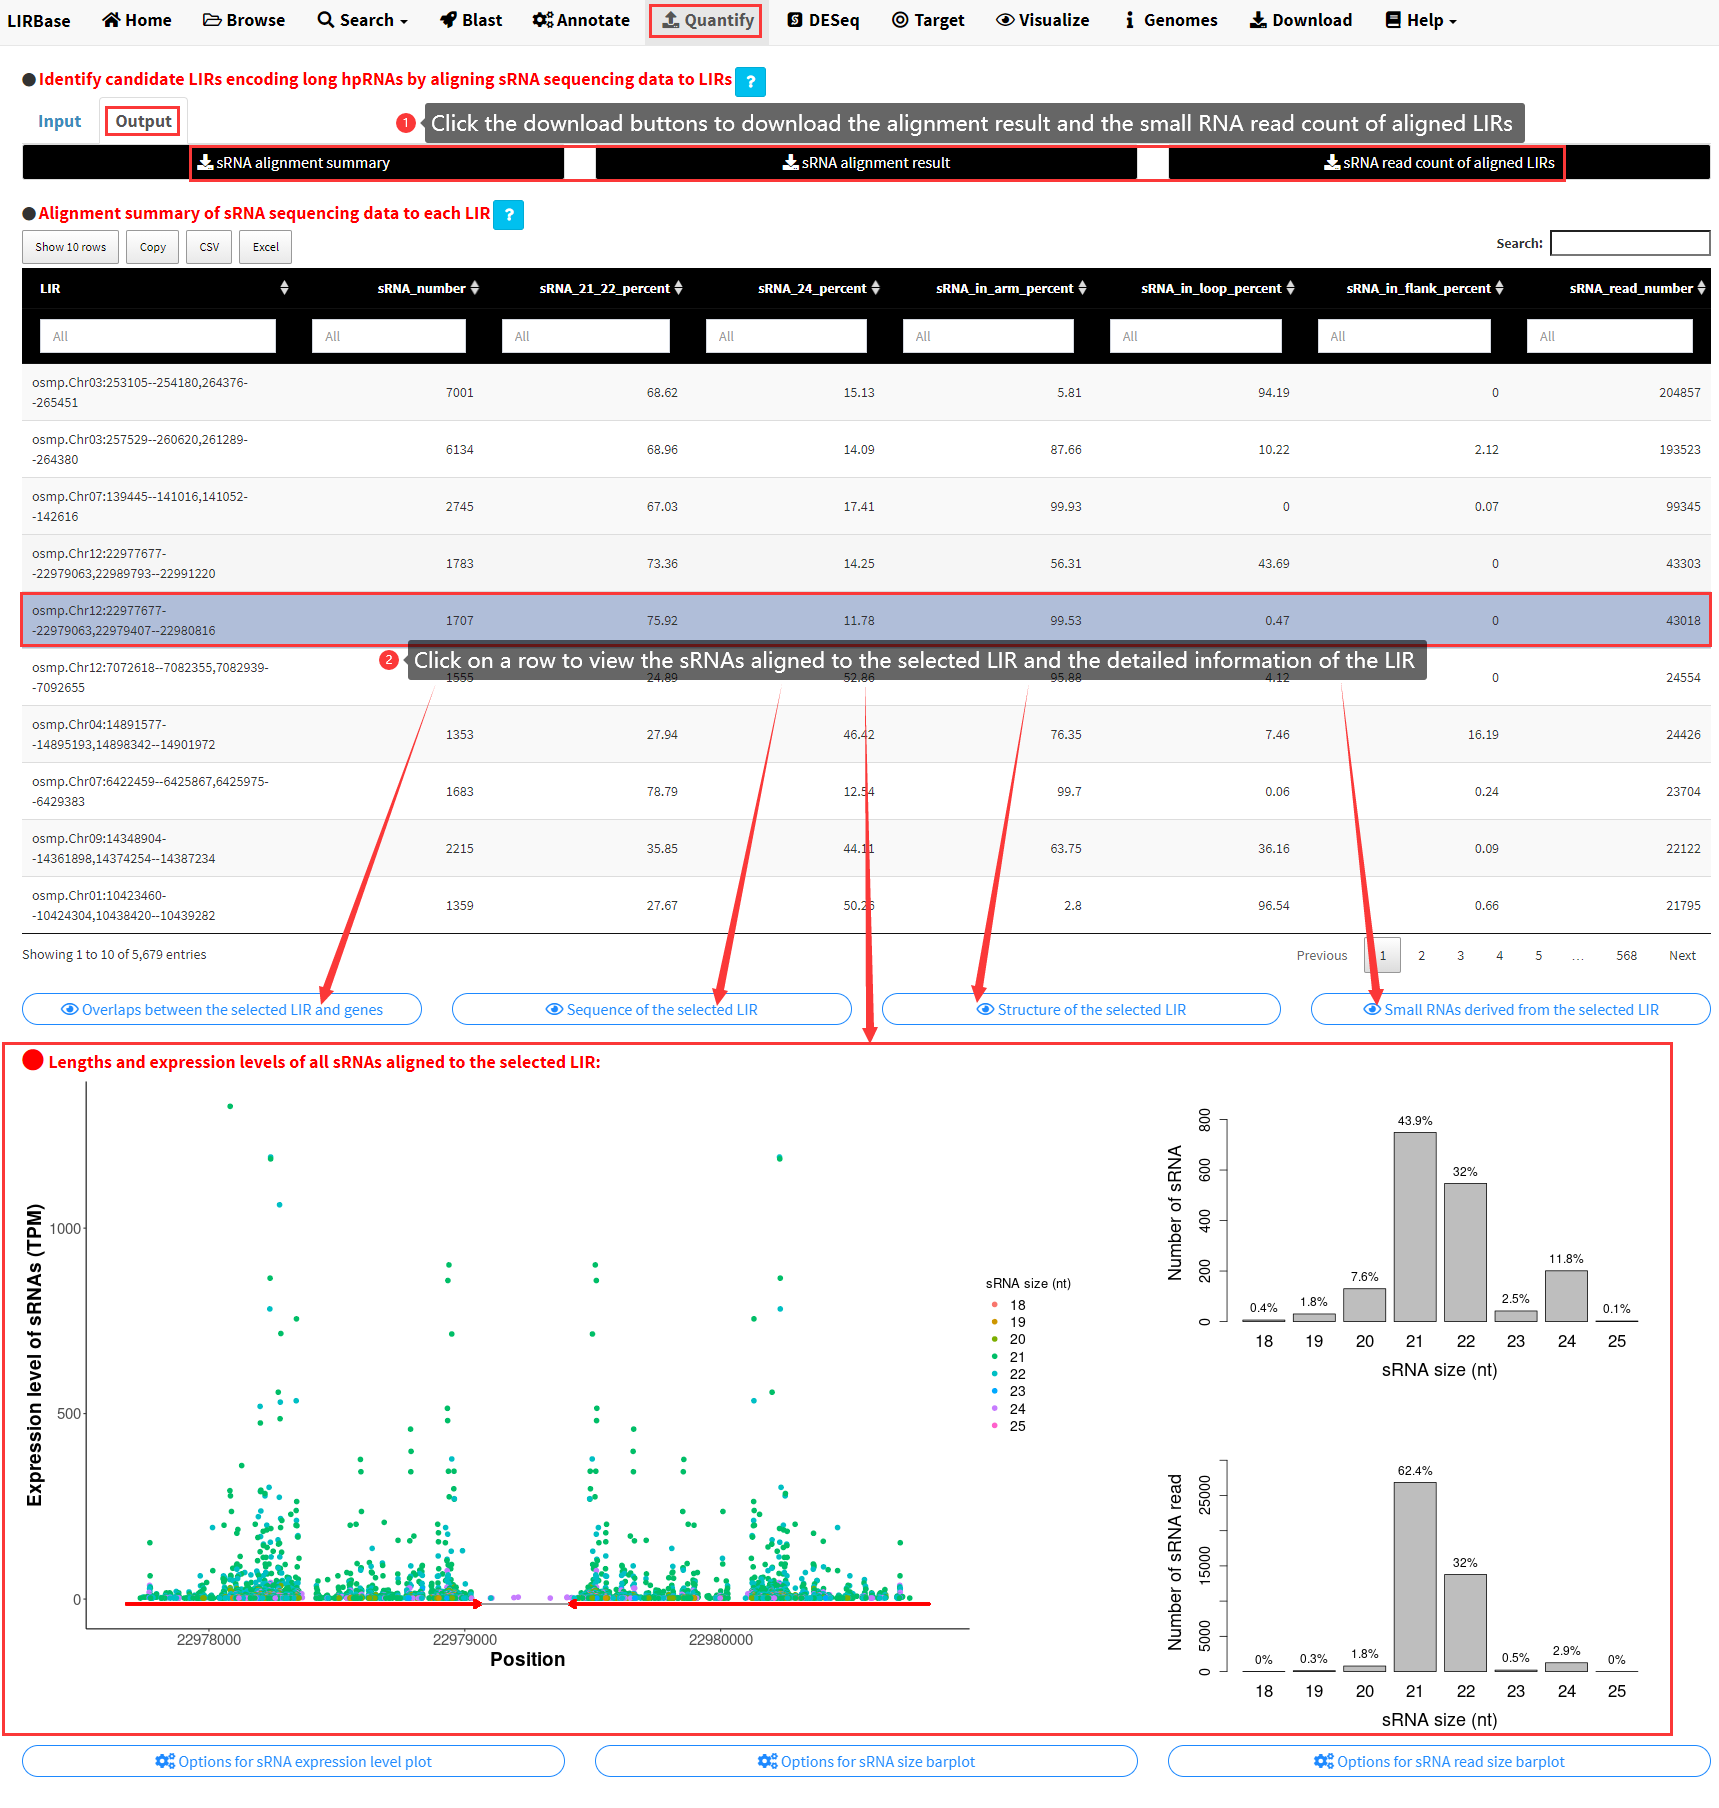 LIRBase Home Browse Search Blast Annotate Quantify DESeq Target Visualize Genomes Download Help
Identify candidate LIRs encoding long hpRNAs by aligning sRNA sequencing data to LIRs ?
Input Output
1 Click the download buttons to download the alignment result and the small RNA read count of aligned LIRs
sRNA alignment summary sRNA alignment result sRNA read count of aligned LIRs
Alignment summary of sRNA sequencing data to each LIR ?
Show 10 rows Copy CSV Excel Search:
LIR sRNA_number sRNA_21_22_percent sRNA_24_percent sRNA_in_arm_percent sRNA_in_loop_percent sRNA_in_flank_percent sRNA_read_number
All All All All All All All All
osmp.Chr03:253105--254180,264376-
-265451 7001 68.62 15.13 5.81 94.19 0 204857
osmp.Chr03:257529--260620,261289-
-264380 6134 68.96 14.09 87.66 10.22 2.12 193523
osmp.Chr07:139445--141016,141052-
-142616 2745 67.03 17.41 99.93 0 0.07 99345
osmp.Chr12:22977677-
-22979063,22989793--22991220 1783 73.36 14.25 56.31 43.69 0 43303
osmp.Chr12:22977677-
-22979063,22979407--22980816 1707 75.92 11.78 99.53 0.47 0 43018
2 Click on a row to view the sRNAs aligned to the selected LIR and the detailed information of the LIR
osmp.Chr12:7072618--7082355,7082939-
-7092655 1555 24.89 52.86 95.88 4.12 0 24554
osmp.Chr04:14891577-
-14895193,14898342--14901972 1353 27.94 46.42 76.35 7.46 16.19 24426
osmp.Chr07:6422459--6425867,6425975-
-6429383 1683 78.79 12.54 99.7 0.06 0.24 23704
osmp.Chr09:14348904-
-14361898,14374254--14387234 2215 35.85 44.11 63.75 36.16 0.09 22122
osmp.Chr01:10423460-
-10424304,10438420--10439282 1359 27.67 50.26 2.8 96.54 0.66 21795
Showing 1 to 10 of 5,679 entries Previous 1 2 3 4 5 … 568 Next
Overlaps between the selected LIR and genes Sequence of the selected LIR Structure of the selected LIR Small RNAs derived from the selected LIR
Lengths and expression levels of all sRNAs aligned to the selected LIR:
Expression level of sRNAs (TPM)
1000
500
0
22978000 22979000 22980000
Position
sRNA size (nt)
18
19
20
21
22
23
24
25
Number of sRNA
0 200 400 600 800
0.4% 1.8% 7.6% 43.9% 32% 2.5% 11.8% 0.1%
18 19 20 21 22 23 24 25
sRNA size (nt)
Number of sRNA read
0 5000 15000 25000
0% 0.3% 1.8% 62.4% 32% 0.5% 2.9% 0%
18 19 20 21 22 23 24 25
sRNA size (nt)
Options for sRNA expression level plot Options for sRNA size barplot Options for sRNA read size barplot